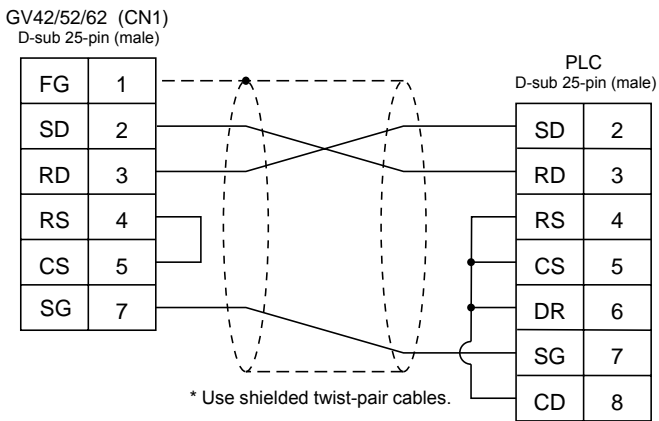 GV42/52/62 (CN1)
D-sub 25-pin (male)
FG 1
SD 2
RD 3
RS 4
CS 5
SG 7
PLC
D-sub 25-pin (male)
SD 2
RD 3
RS 4
CS 5
DR 6
SG 7
CD 8
* Use shielded twist-pair cables.